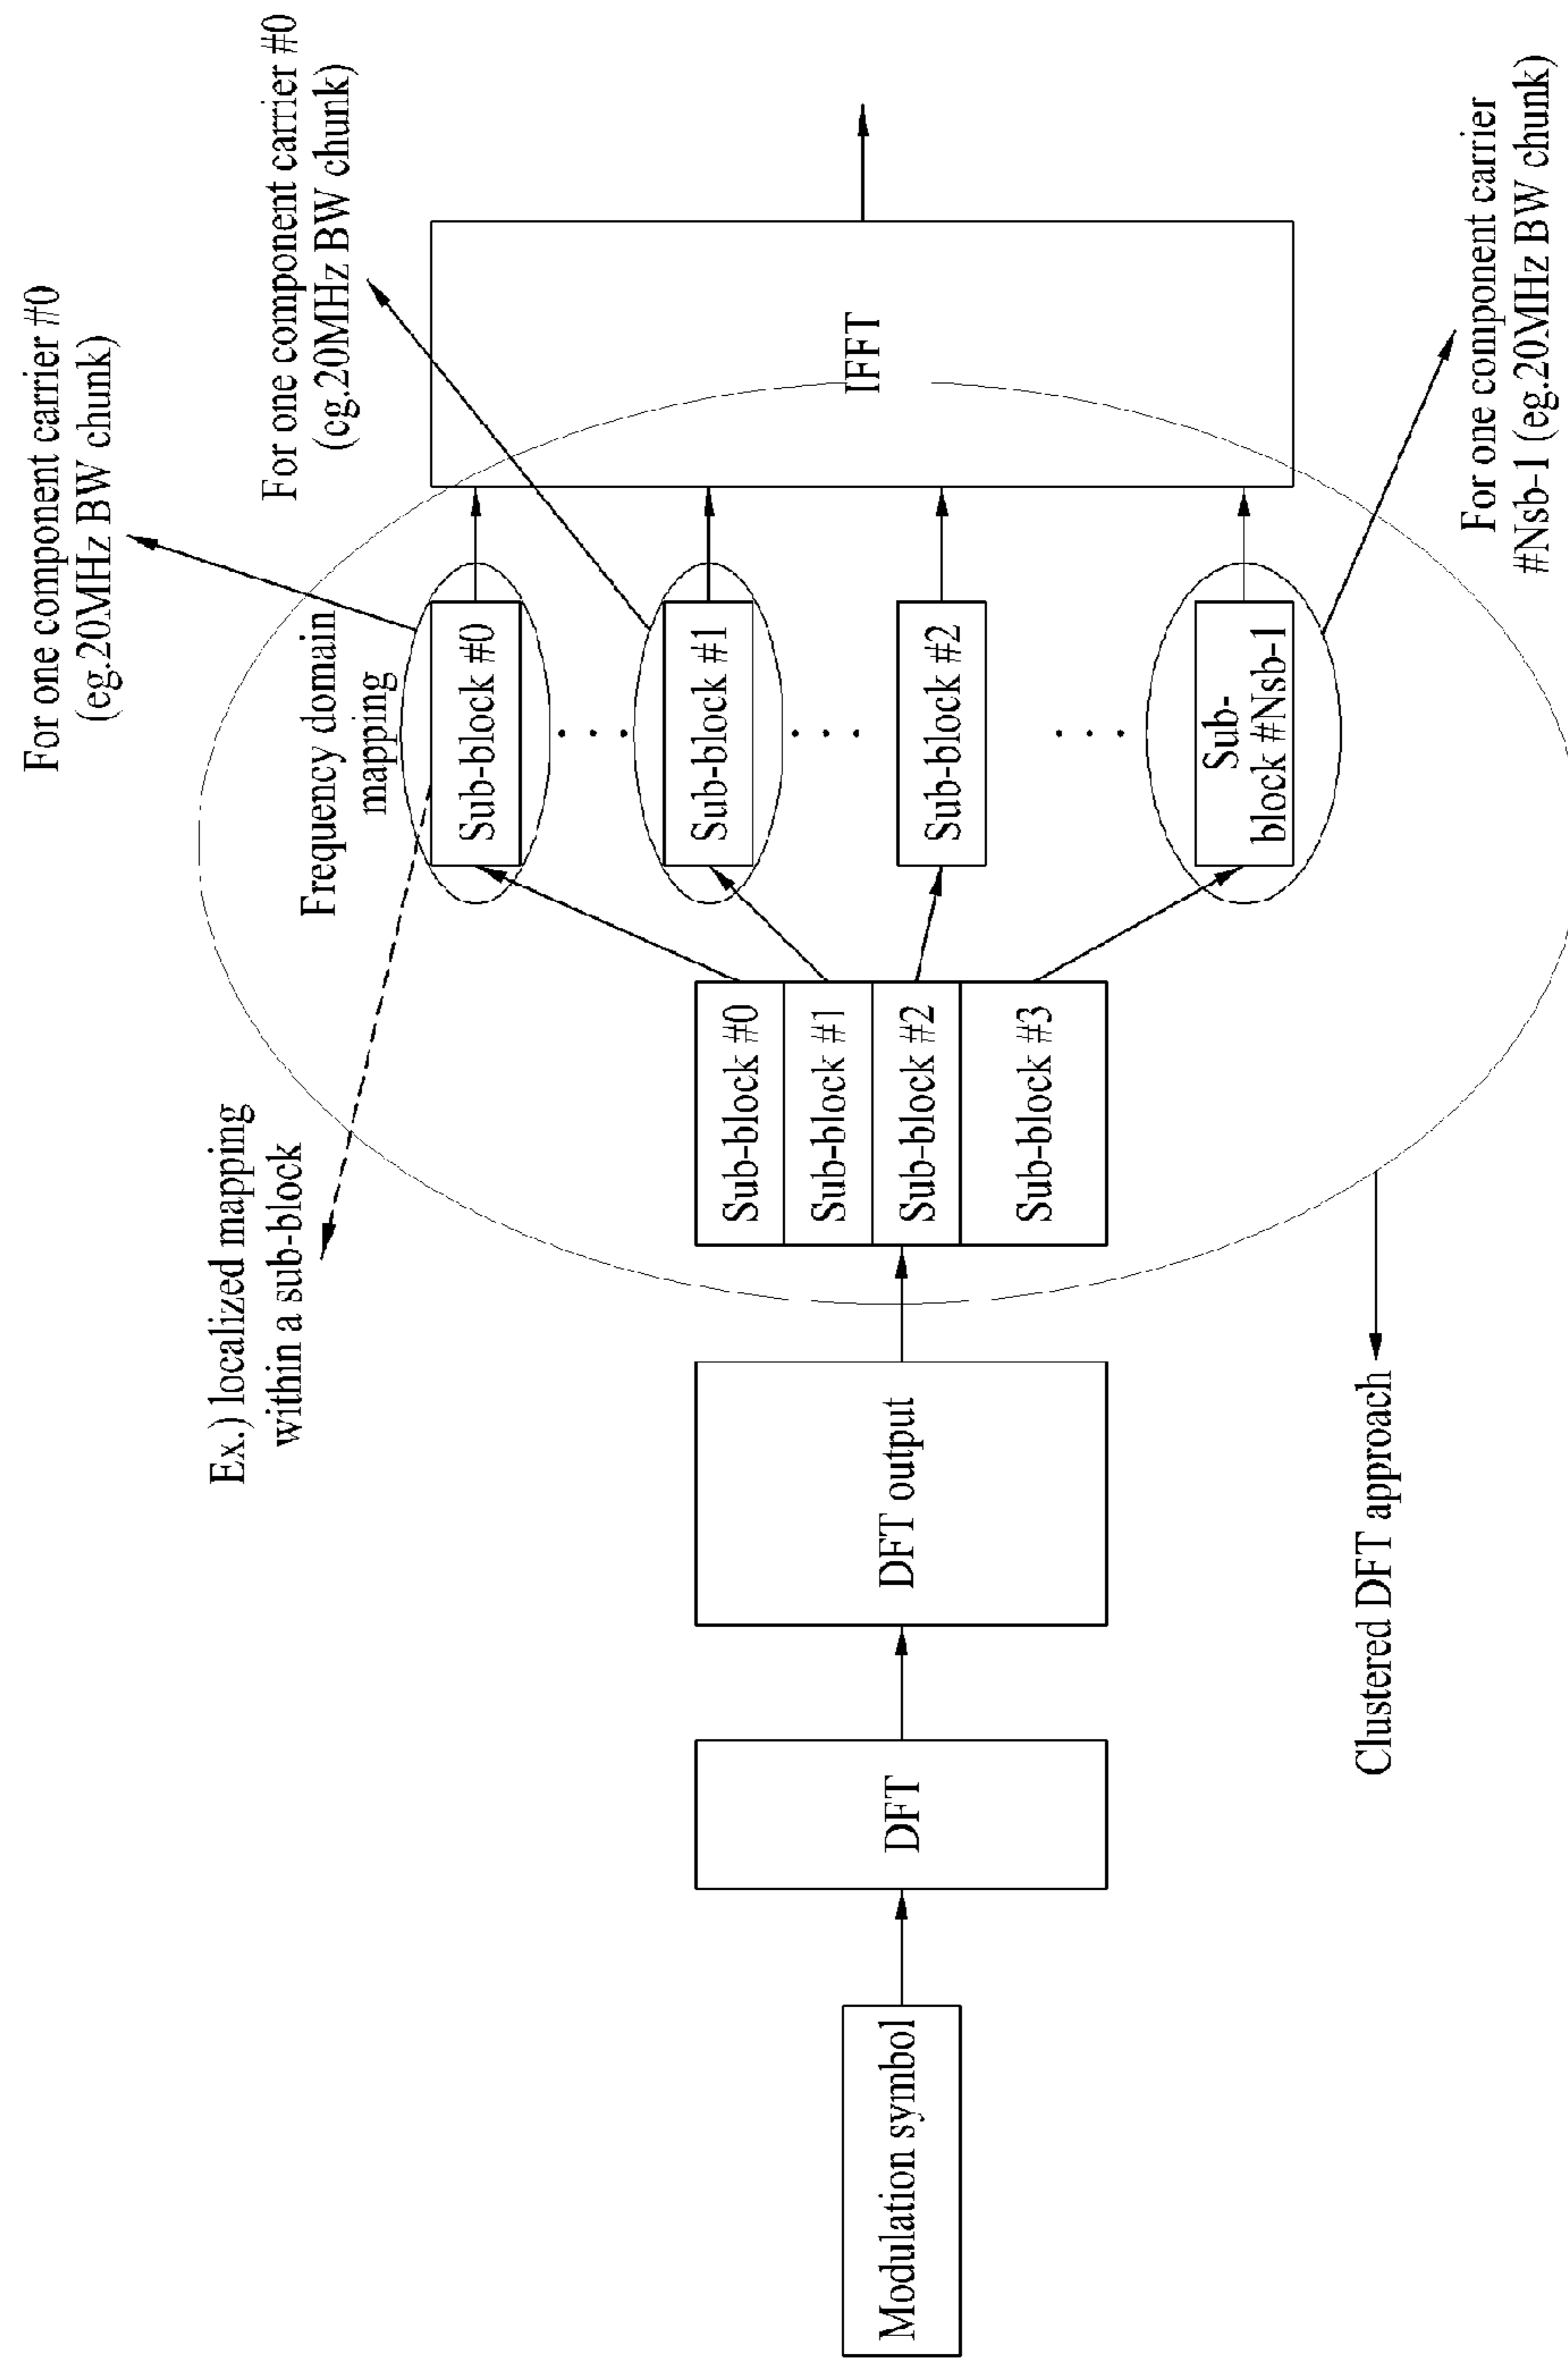 For one component carrier #0
(eg.20MHz BW chunk)
For one component carrier #0
(eg.20MHz BW chunk)
Ex.) localized mapping
within a sub-block
Frequency domain
mapping
Modulation symbol
DFT
DFT output
Sub-block #0
Sub-block #1
Sub-block #2
Sub-block #3
Sub-block #0
Sub-block #1
Sub-block #2
Sub-
block #Nsb-1
IFFT
Clustered DFT approach
For one component carrier
#Nsb-1 (eg.20MHz BW chunk)